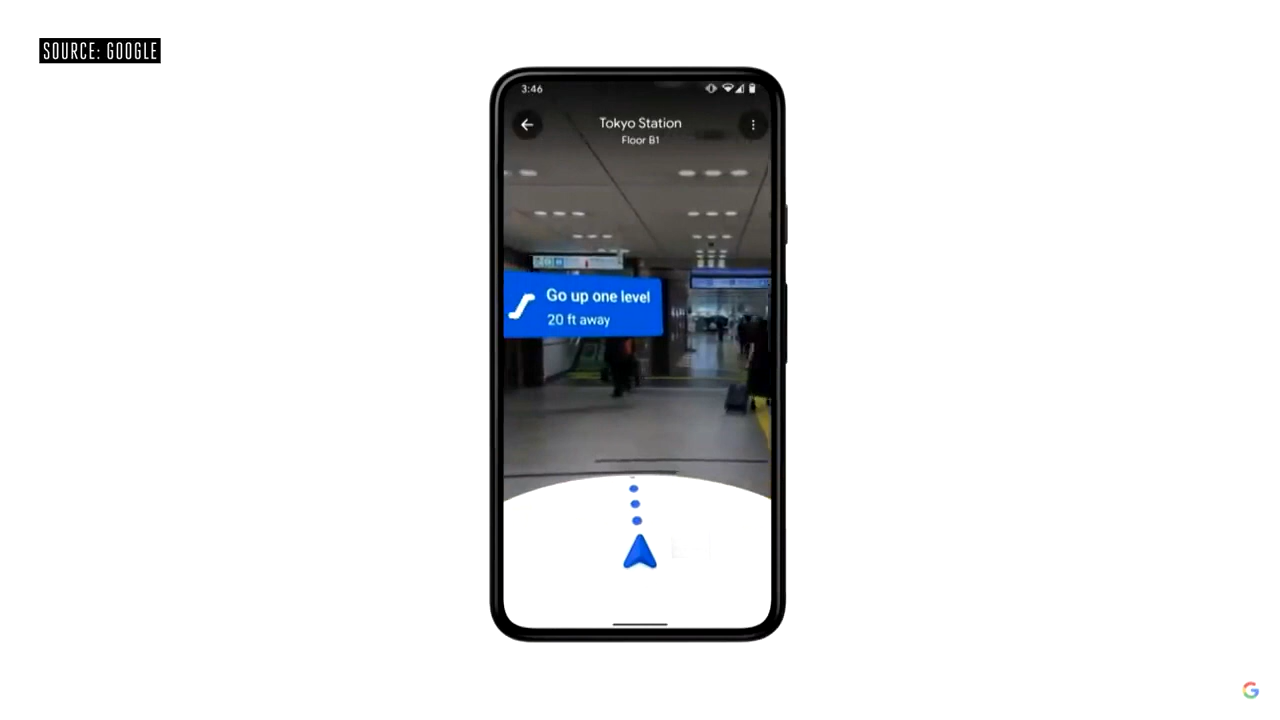 SOURCE: GOOGLE
3:46
Tokyo Station
Floor B1
Go up one level
20 ft away